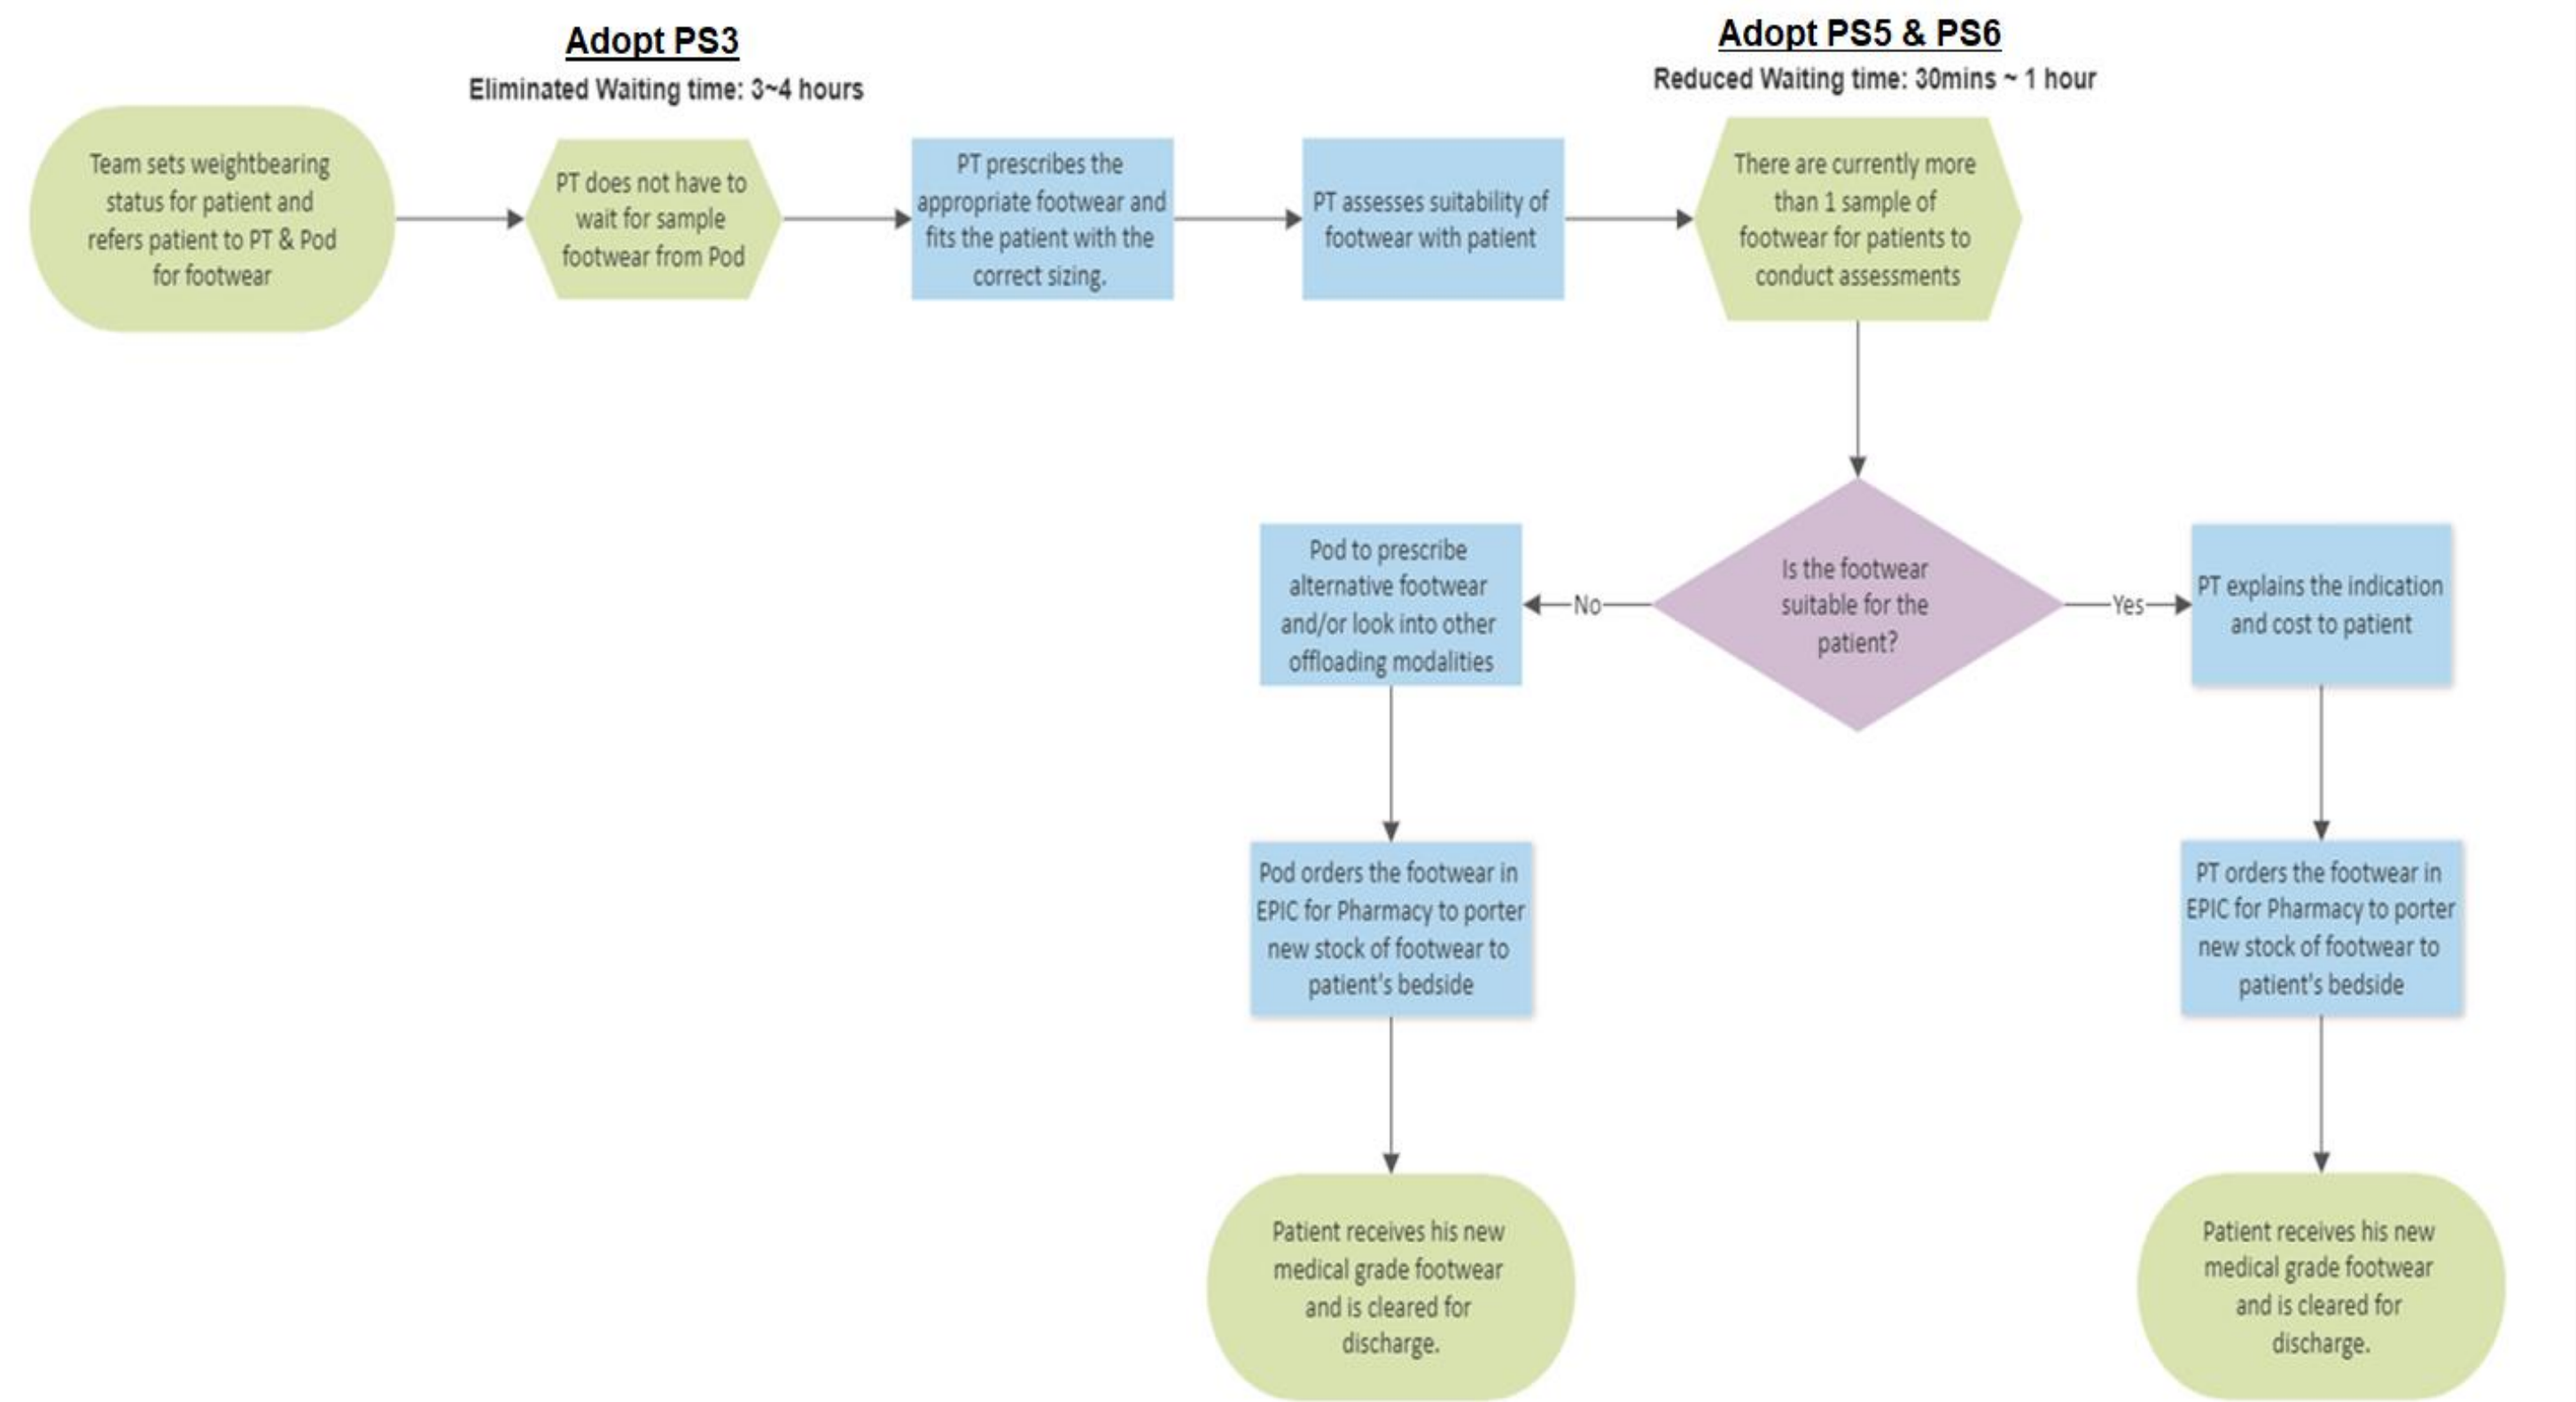 Adopt PS3
Eliminated Waiting time: 3~4 hours
Adopt PS5 & PS6
Reduced Waiting time: 30mins ~ 1 hour
Team sets weightbearing
status for patient and
refers patient to PT & Pod
for footwear
PT does not have to
wait for sample
footwear from Pod
PT prescribes the
appropriate footwear and
fits the patient with the
correct sizing.
PT assesses suitability of
footwear with patient
There are currently more
than 1 sample of
footwear for patients to
conduct assessments
Is the footwear
suitable for the
patient?
No
Pod to prescribe
alternative footwear
and/or look into other
offloading modalities
Pod orders the footwear in
EPIC for Pharmacy to porter
new stock of footwear to
patient's bedside
Patient receives his new
medical grade footwear
and is cleared for
discharge.
Yes
PT explains the indication
and cost to patient
PT orders the footwear in
EPIC for Pharmacy to porter
new stock of footwear to
patient's bedside
Patient receives his new
medical grade footwear
and is cleared for
discharge.